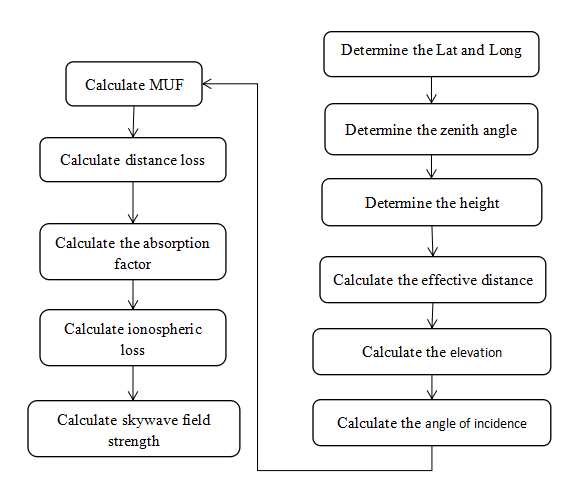 Determine the Lat and Long
Determine the zenith angle
Determine the height
Calculate the effective distance
Calculate the elevation
Calculate the angle of incidence
Calculate MUF
Calculate distance loss
Calculate the absorption
factor
Calculate ionospheric
loss
Calculate skywave field
strength